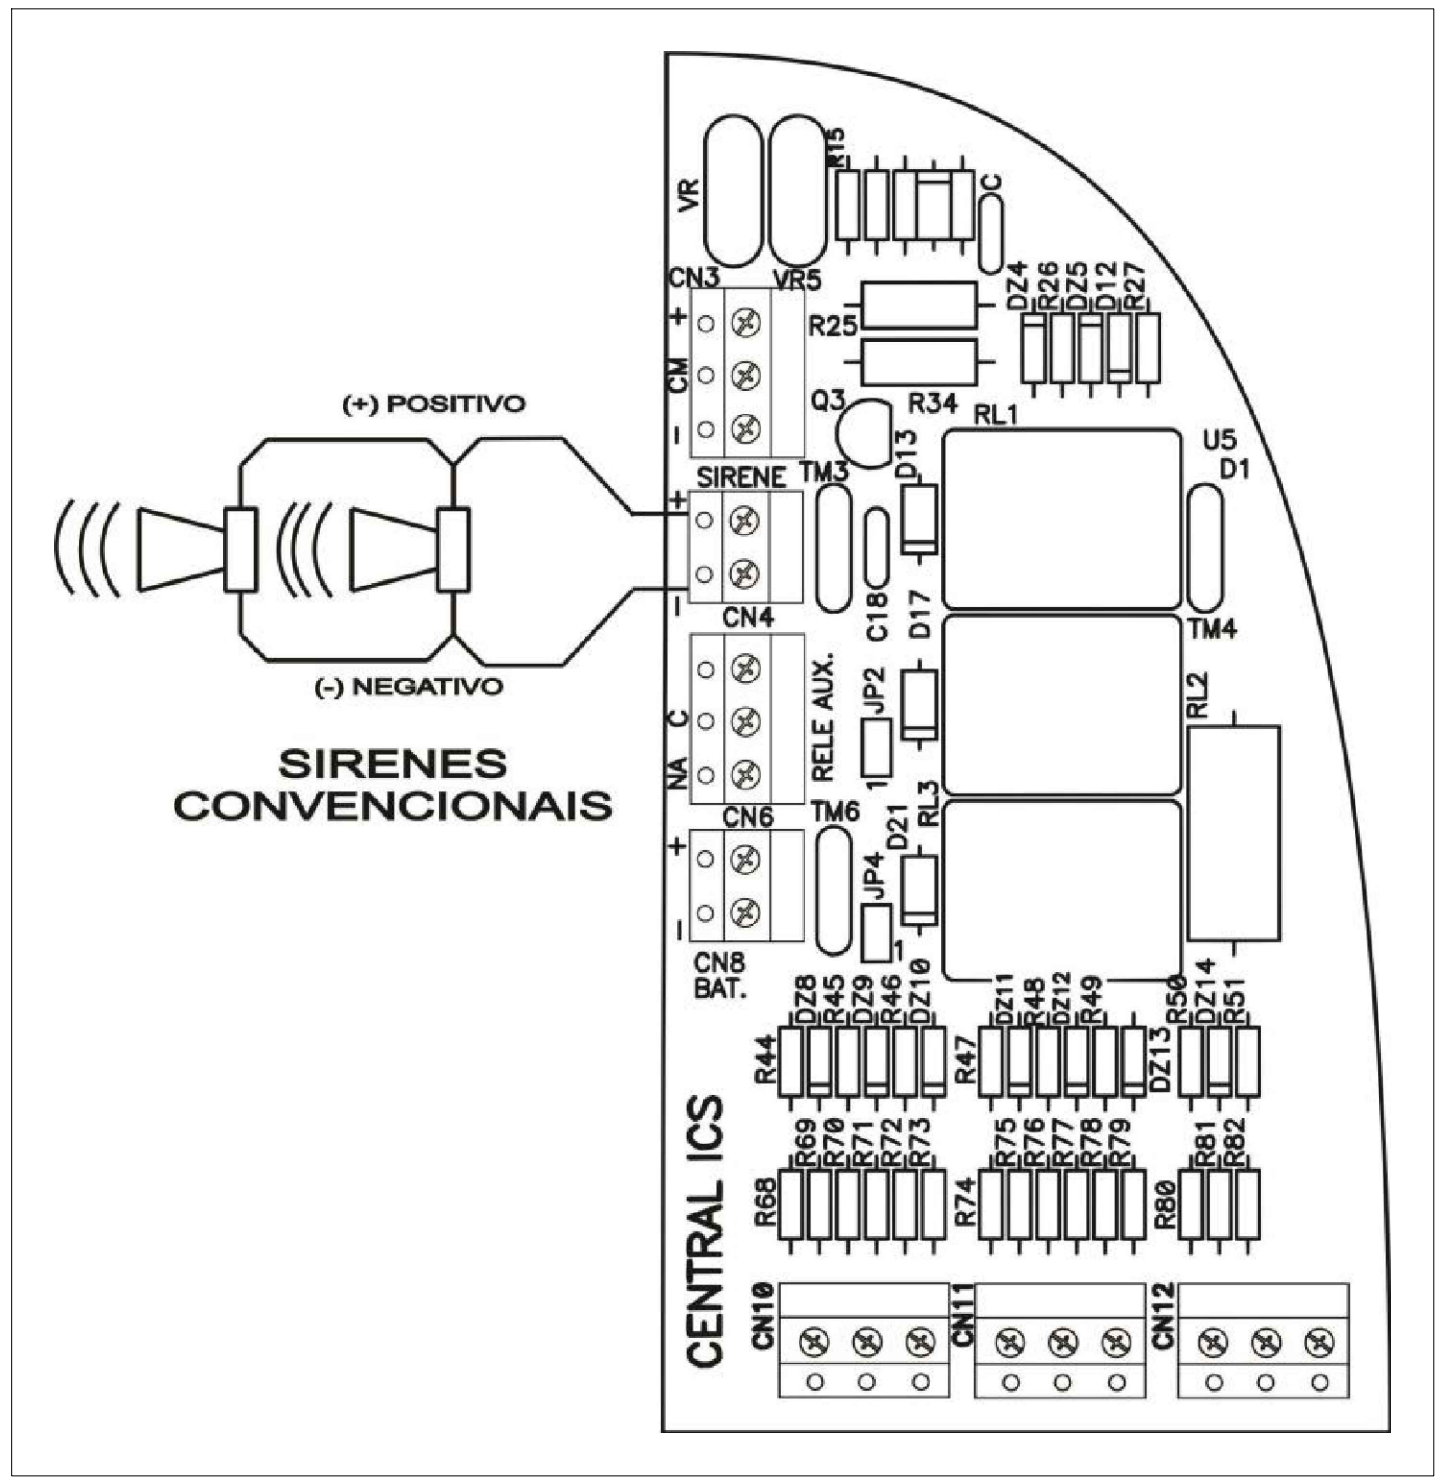 R15
VR
C
CN3
VR5
DZ4
R26
DZ5
D12
R27
+
R25
CM
(+) POSITIVO
Q3
R34
RL1
-
D13
U5
D1
SIRENE
TM3
+
-
CN4
C18
D17
TM4
(-) NEGATIVO
RELE AUX.
JP2
RL2
C
SIRENES
NA
1
CONVENCIONAIS
CN6
TM6
D21
RL3
+
JP4
-
1
CN8
BAT.
DZ8
R45
DZ9
R46
DZ10
DZ11
R48
DZ12
R49
R50
DZ14
R51
R44
R47
DZ13
R69
R70
R71
R72
R73
R75
R76
R77
R78
R79
R81
R82
R68
R74
R80
CENTRAL ICS
CN10
CN11
CN12